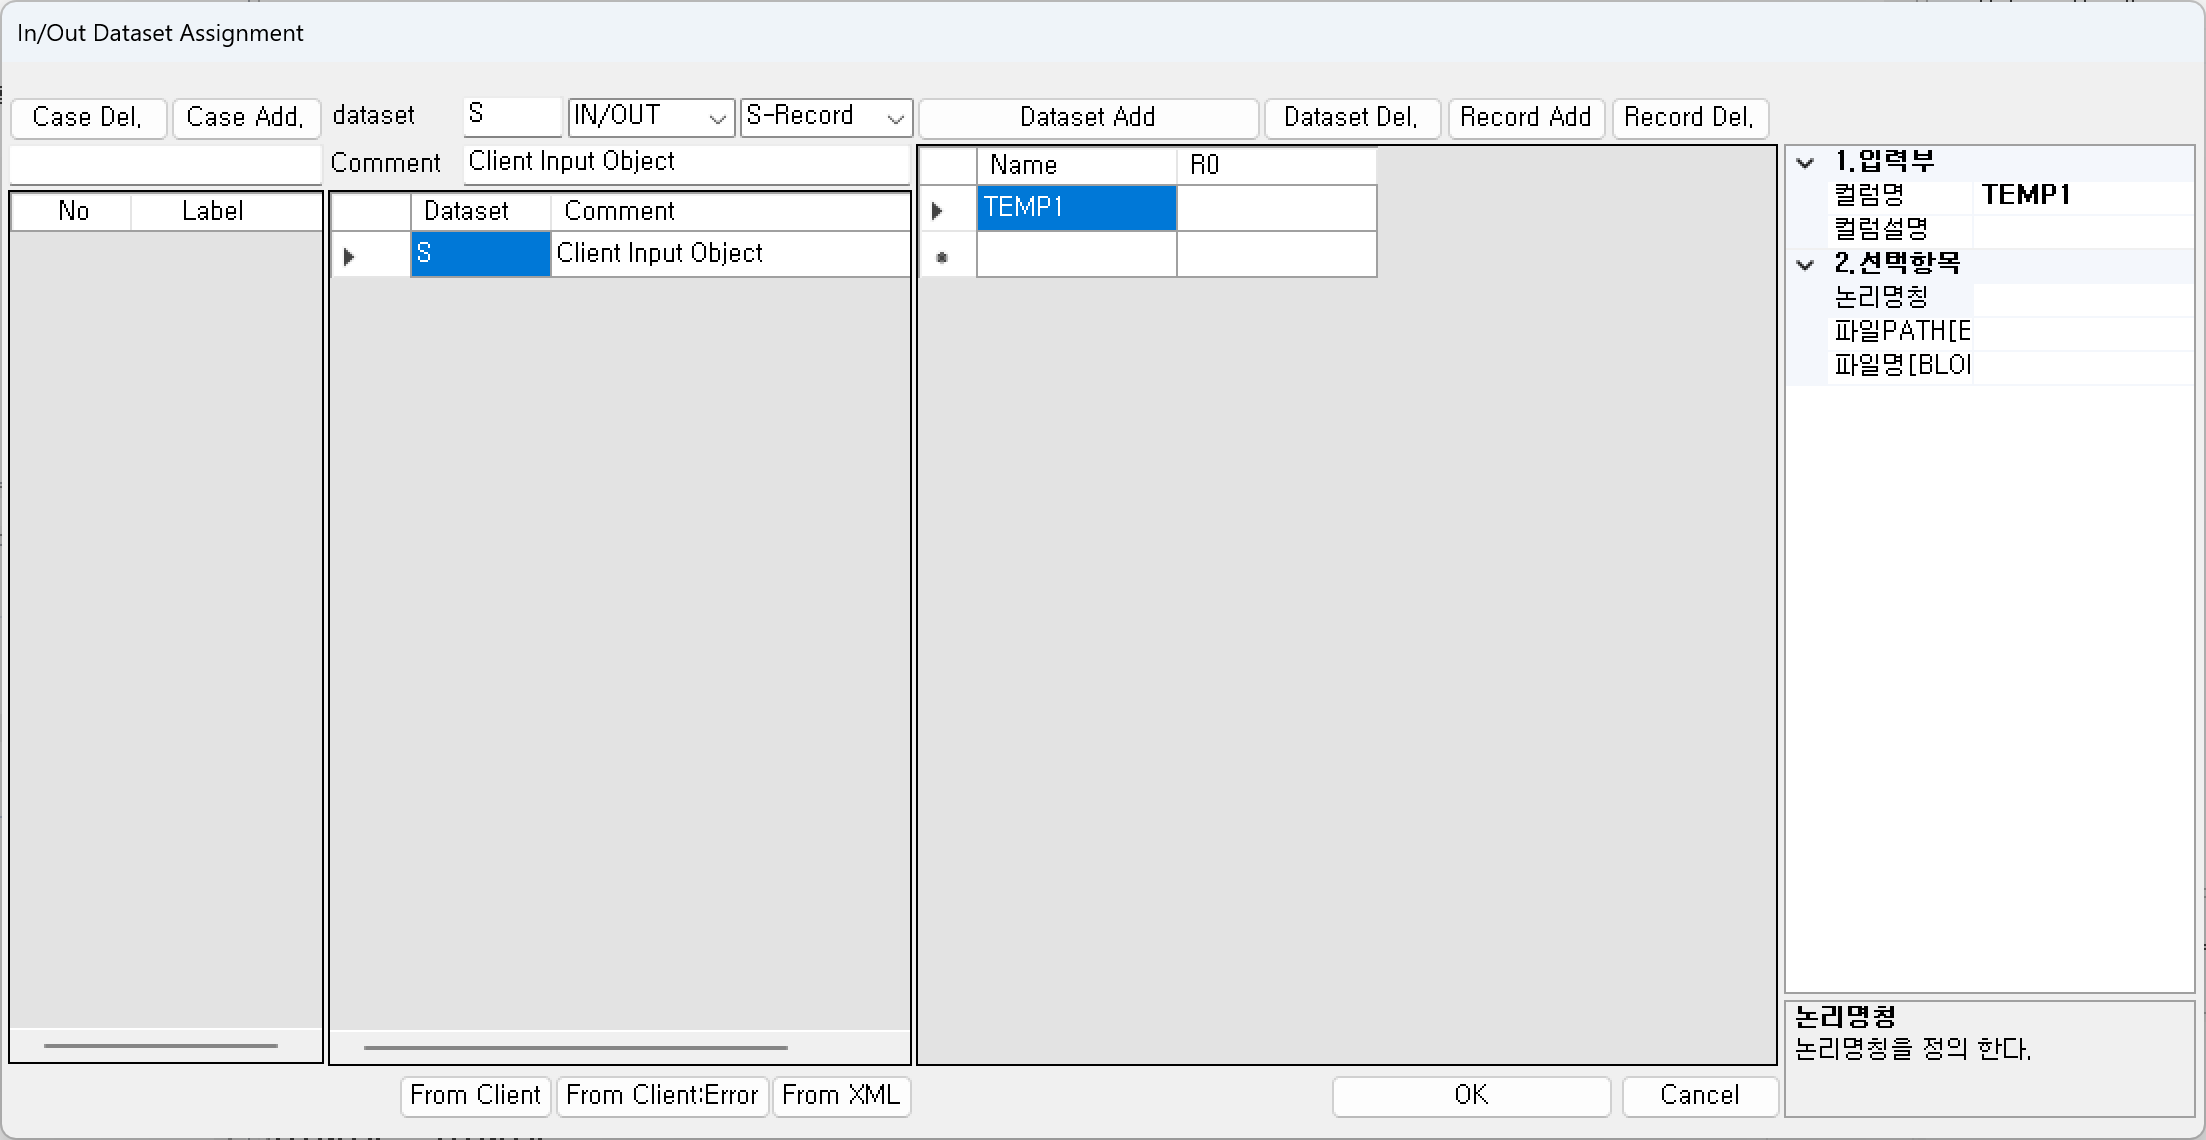 In/Out Dataset Assignment
Case Del. Case Add. dataset S IN/OUT S-Record Dataset Add Dataset Del. Record Add Record Del.
Comment Client Input Object
No Label
Dataset Comment
S Client Input Object
Name R0
TEMP1
1.입력부
컬럼명 TEMP1
컬럼설명
2.선택항목
논리명칭
파일PATH[B
파일명[BLO
논리명칭
논리명칭을 정의 한다.
From Client From Client:Error From XML OK Cancel